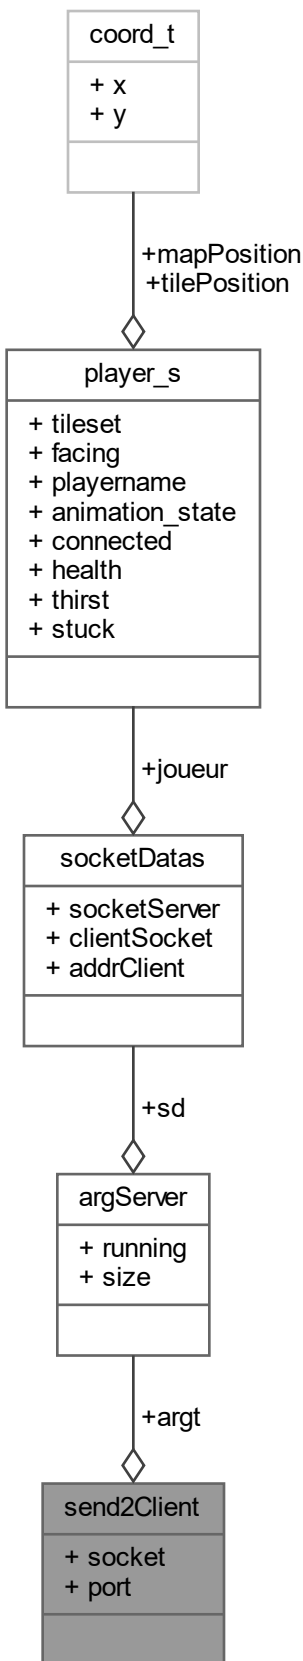 coord_t
+ x
+ y
+mapPosition
+tilePosition
player_s
+ tileset
+ facing
+ playername
+ animation_state
+ connected
+ health
+ thirst
+ stuck
+joueur
socketDatas
+ socketServer
+ clientSocket
+ addrClient
+sd
argServer
+ running
+ size
+argt
send2Client
+ socket
+ port